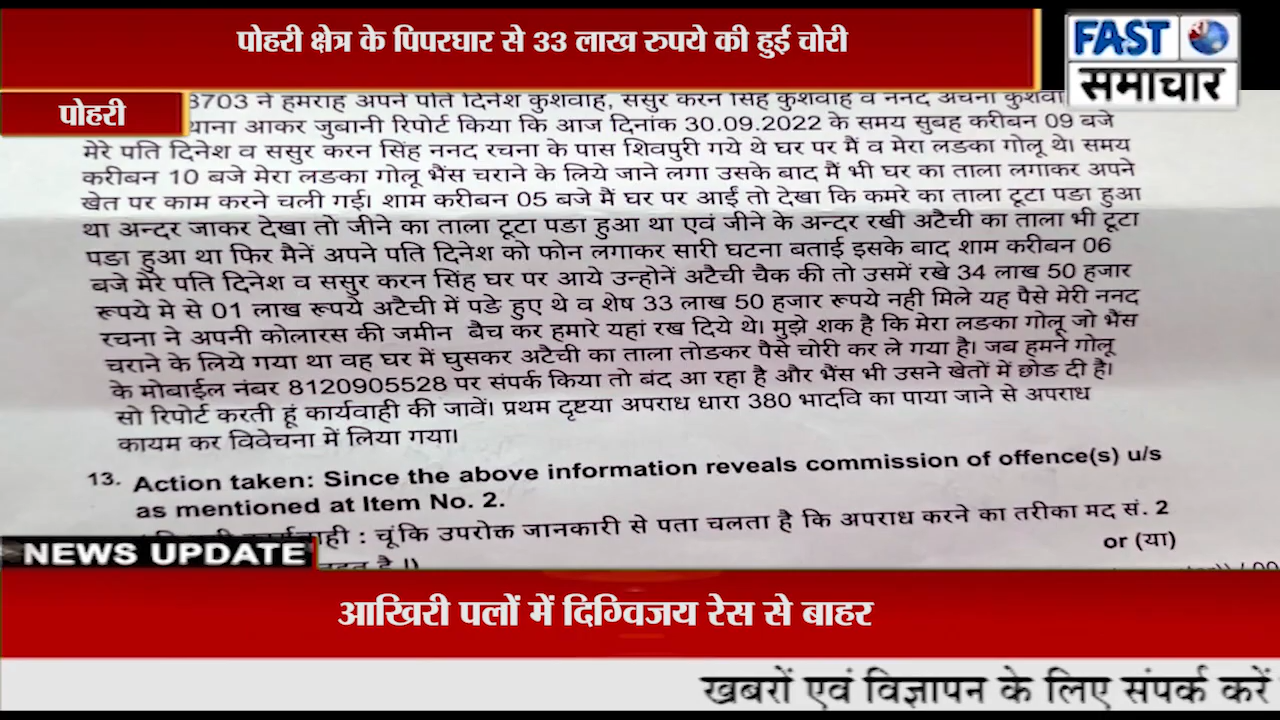 पोहरी क्षेत्र के पिपरघार से 33 लाख रुपये की हुई चोरी
FAST
समाचार
पोहरी
3703 ने हमराह अपने पति दिनेश कुशवाह, ससुर करन सिंह कुशवाह व ननद
थाना आकर जुबानी रिपोर्ट किया कि आज दिनांक 30.09.2022 के समय सुबह करीबन 09 बजे
मेरे पति दिनेश व ससुर करन सिंह ननद रचना के पास शिवपुरी गये थे घर पर मैं व मेरा लडका गोलू थे। समय
करीबन 10 बजे मेरा लडका गोलू भैंस चराने के लिये जाने लगा उसके बाद मैं भी घर का ताला लगाकर अपने
खेत पर काम करने चली गई। शाम करीबन 05 बजे मैं घर पर आईं तो देखा कि कमरे का ताला टूटा पडा हुआ
था अन्दर जाकर देखा तो जीने का ताला टूटा पडा हुआ था एवं जीने के अन्दर रखी अटैची का ताला भी टूटा
पडा हुआ था फिर मैनें अपने पति दिनेश को फोन लगाकर सारी घटना बताई इसके बाद शाम करीबन 06
बजे मेरे पति दिनेश व ससुर करन सिंह घर पर आये उन्होनें अटैची चैक की तो उसमें रखे 34 लाख 50 हजार
रूपये मे से 01 लाख रूपये अटैची में पडे हुए थे व शेष 33 लाख 50 हजार रूपये नही मिले यह पैसे मेरी ननद
रचना ने अपनी कोलारस की जमीन बैच कर हमारे यहां रख दिये थे। मुझे शक है कि मेरा लडका गोलू जो भैंस
चराने के लिये गया था वह घर में घुसकर अटैची का ताला तोडकर पैसे चोरी कर ले गया है। जब हमने गोलू
के मोबाईल नंबर 8120905528 पर संपर्क किया तो बंद आ रहा है और भैंस भी उसने खेतों में छोड दी है।
सो रिपोर्ट करती हूं कार्यवाही की जावें। प्रथम दृष्टया अपराध धारा 380 भादवि का पाया जाने से अपराध
कायम कर विवेचना में लिया गया।
13. Action taken: Since the above information reveals commission of offence(s) u/s
as mentioned at Item No. 2.
: चूंकि उपरोक्त जानकारी से पता चलता है कि अपराध करने का तरीका मद सं. 2
or (या)
NEWS UPDATE
आखिरी पलों में दिग्विजय रेस से बाहर
खबरों एवं विज्ञापन के लिए संपर्क करें